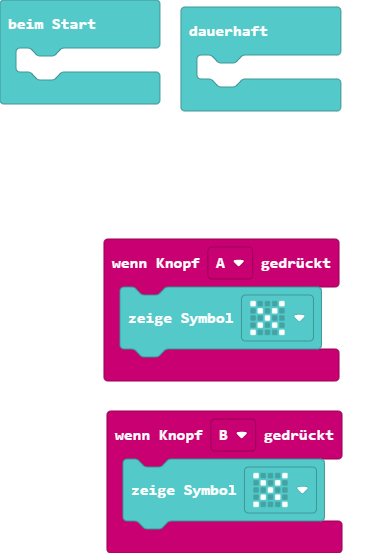 beim Start
dauerhaft
wenn Knopf A gedrückt
zeige Symbol
wenn Knopf B gedrückt
zeige Symbol